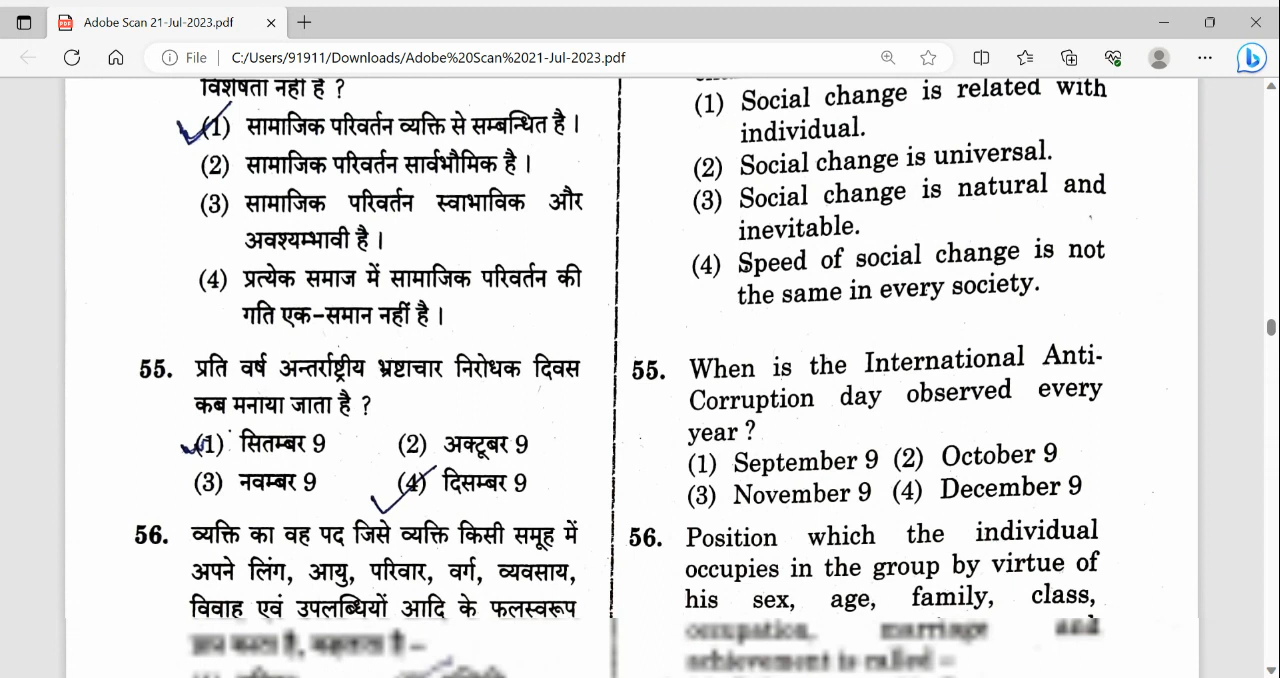 Adobe Scan 21-Jul-2023.pdf
File
C:/Users/91911/Downloads/Adobe%20Scan%2021-Jul-2023.pdf
विशेषता नहीं है ?
(1) सामाजिक परिवर्तन व्यक्ति से सम्बन्धित है।
(2) सामाजिक परिवर्तन सार्वभौमिक है।
(3) सामाजिक परिवर्तन स्वाभाविक और
अवश्यम्भावी है।
(4) प्रत्येक समाज में सामाजिक परिवर्तन की
गति एक-समान नहीं है।
55. प्रति वर्ष अन्तर्राष्ट्रीय भ्रष्टाचार निरोधक दिवस
कब मनाया जाता है ?
(1) सितम्बर 9 (2) अक्टूबर 9
(3) नवम्बर 9 (4) दिसम्बर 9
56. व्यक्ति का वह पद जिसे व्यक्ति किसी समूह में
अपने लिंग, आयु, परिवार, वर्ग, व्यवसाय,
विवाह एवं उपलब्धियों आदि के फलस्वरूप
(1) Social change is related with
individual.
(2) Social change is universal.
(3) Social change is natural and
inevitable.
(4) Speed of social change is not
the same in every society.
55. When is the International Anti-
Corruption day observed every
year ?
(1) September 9 (2) October 9
(3) November 9 (4) December 9
56. Position which the individual
occupies in the group by virtue of
his sex, age, family, class,
occupation, marriage and
achievement is called –